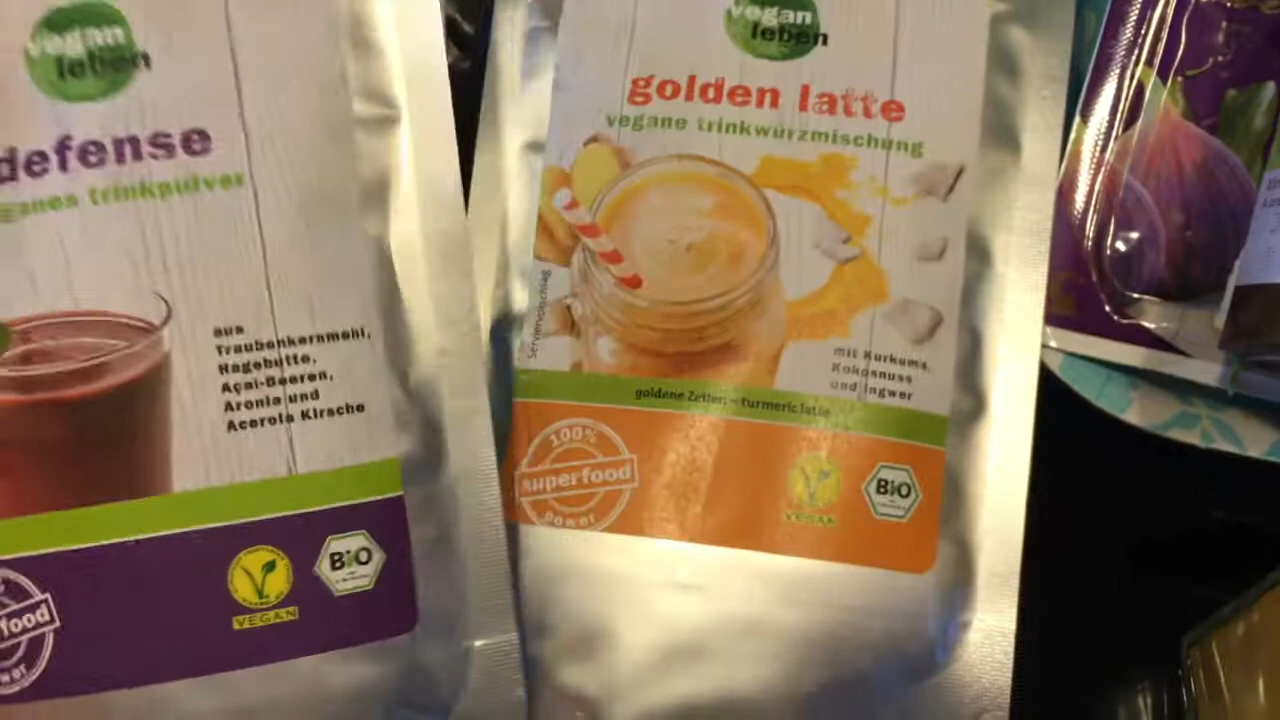 vegan
leben
defense
trinkpulver
aus
Traubenkernmehl,
Hagebutte,
Açai-Beeren,
Aronia und
Acerola Kirsche
food
power
VEGAN
BiO
vegan
leben
golden latte
vegane trinkwürzmischung
Serviervorschlag
mit Kurkuma,
Kokosnuss
und Ingwer
goldene Zeiten – turmeric latte
100%
superfood
power
VEGAN
BiO